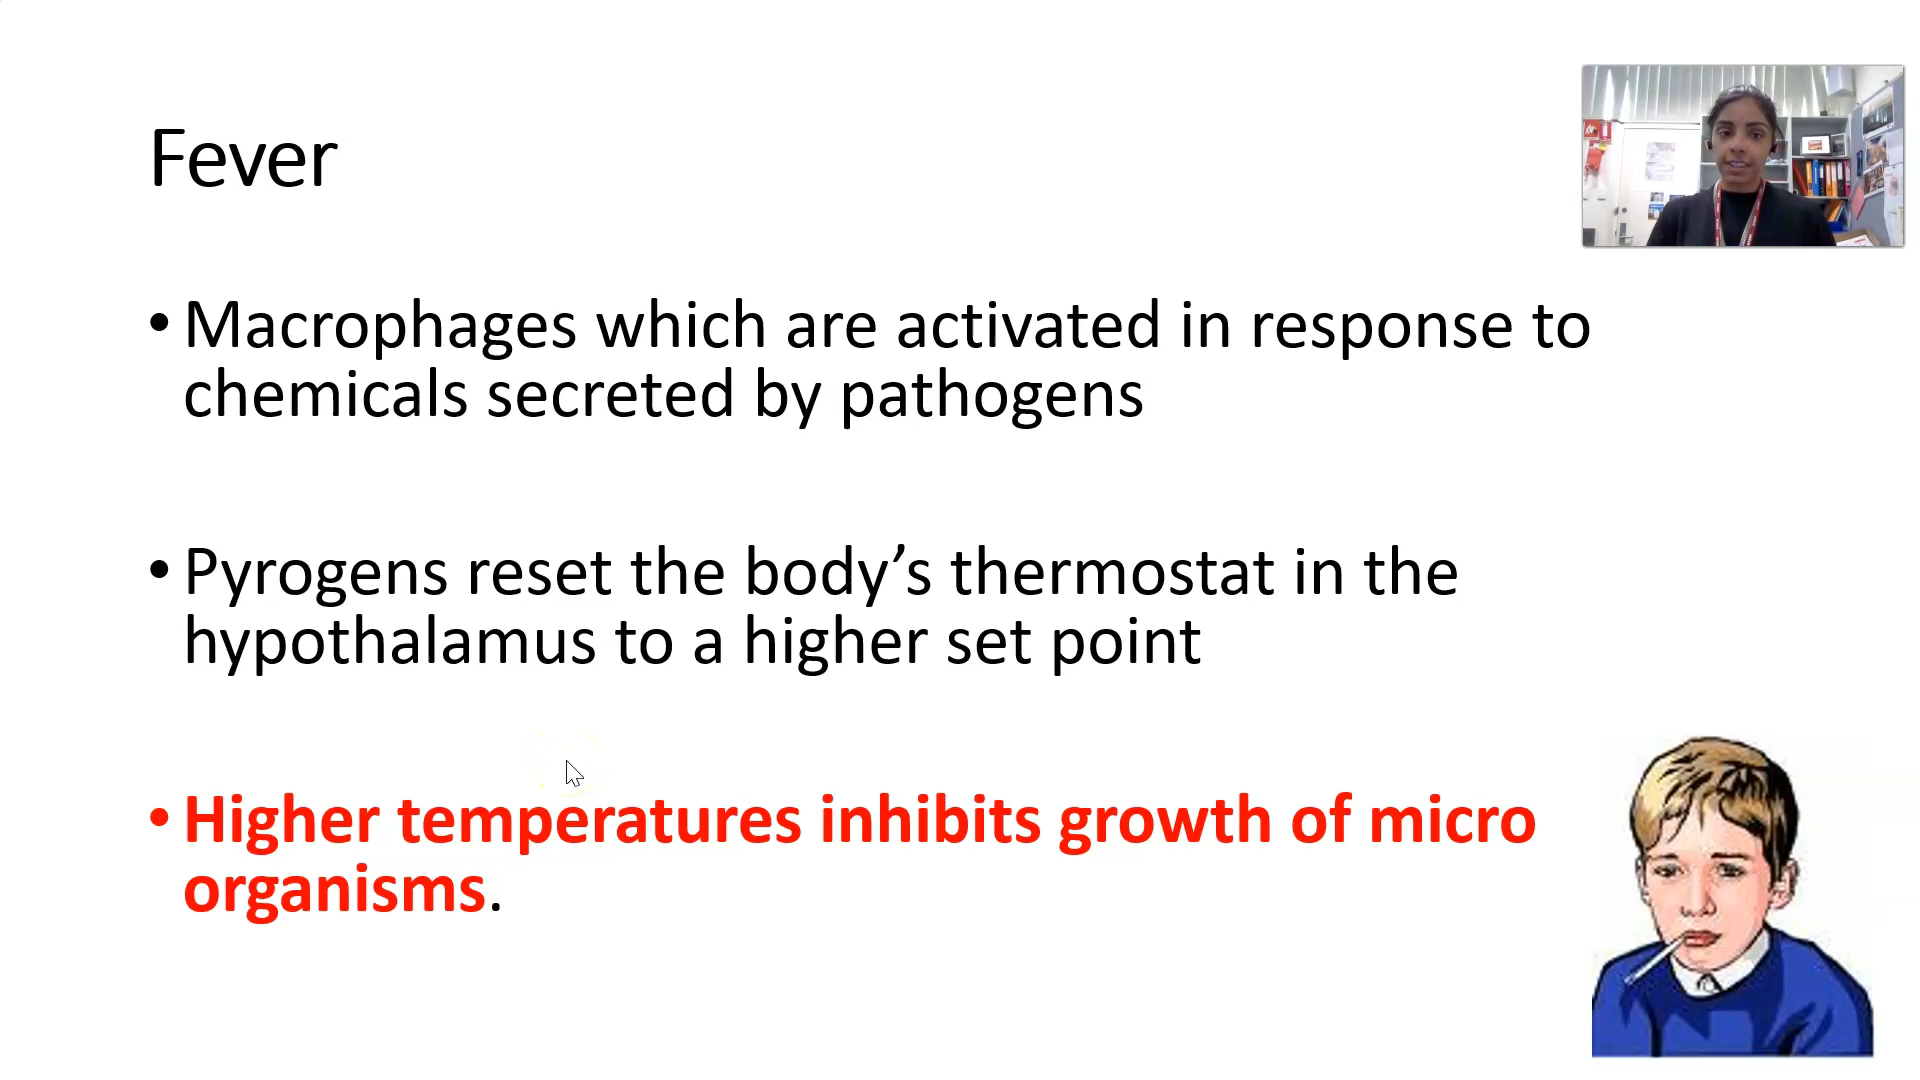 Fever
• Macrophages which are activated in response to
chemicals secreted by pathogens
• Pyrogens reset the body’s thermostat in the
hypothalamus to a higher set point
• Higher temperatures inhibits growth of micro
organisms.